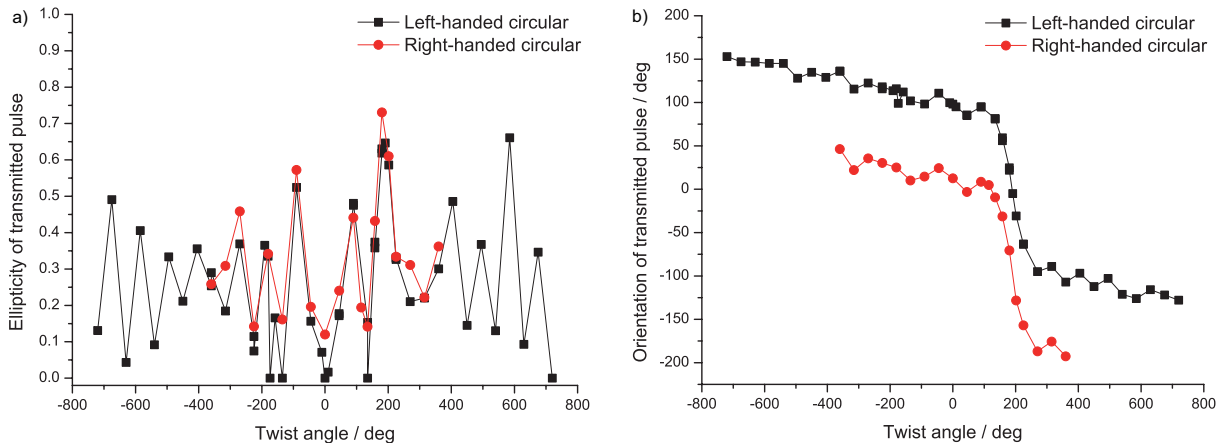 a)
Left-handed circular
Right-handed circular
Ellipticity of transmitted pulse
1.0
0.9
0.8
0.7
0.6
0.5
0.4
0.3
0.2
0.1
0.0
-800 -600 -400 -200 0 200 400 600 800
Twist angle / deg
b)
Left-handed circular
Right-handed circular
Orientation of transmitted pulse / deg
200
150
100
50
0
-50
-100
-150
-200
-800 -600 -400 -200 0 200 400 600 800
Twist angle / deg